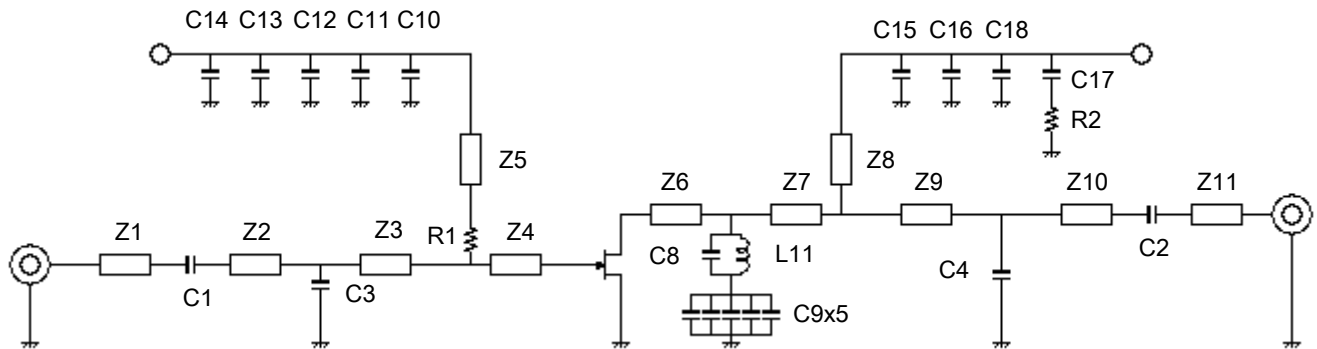 C14 C13 C12 C11 C10
C15 C16 C18
C17
R2
Z5
Z8
Z6 Z7 Z9 Z10 Z11
Z1 Z2 Z3 R1 Z4
C8 L11
C4
C2
C1
C3
C9x5